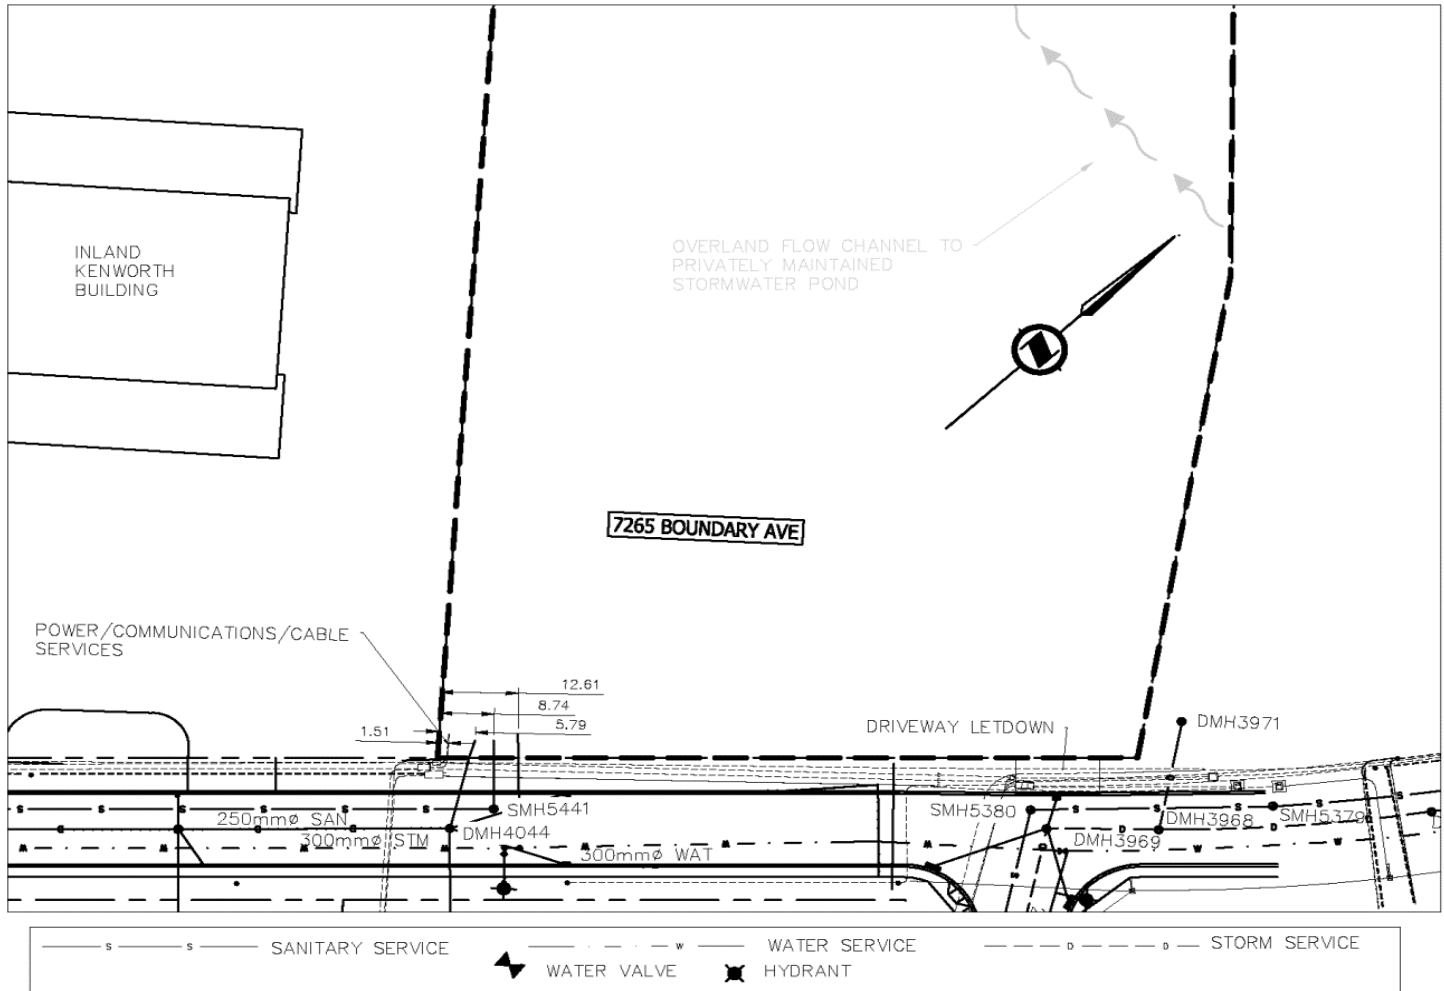 OVERLAND FLOW CHANNEL TO
PRIVATELY MAINTAINED
STORMWATER POND
INLAND
KENWORTH
BUILDING
7265 BOUNDARY AVE
POWER/COMMUNICATIONS/CABLE
SERVICES
12.61
8.74
5.79
1.51
DRIVEWAY LETDOWN
DMH3971
SMH5441
SMH5380
DMH3968
SMH5379
250mmø SAN
300mmø STM
DMH4044
DMH3969
300mmø WAT
S S SANITARY SERVICE
W WATER SERVICE
D D STORM SERVICE
WATER VALVE
HYDRANT